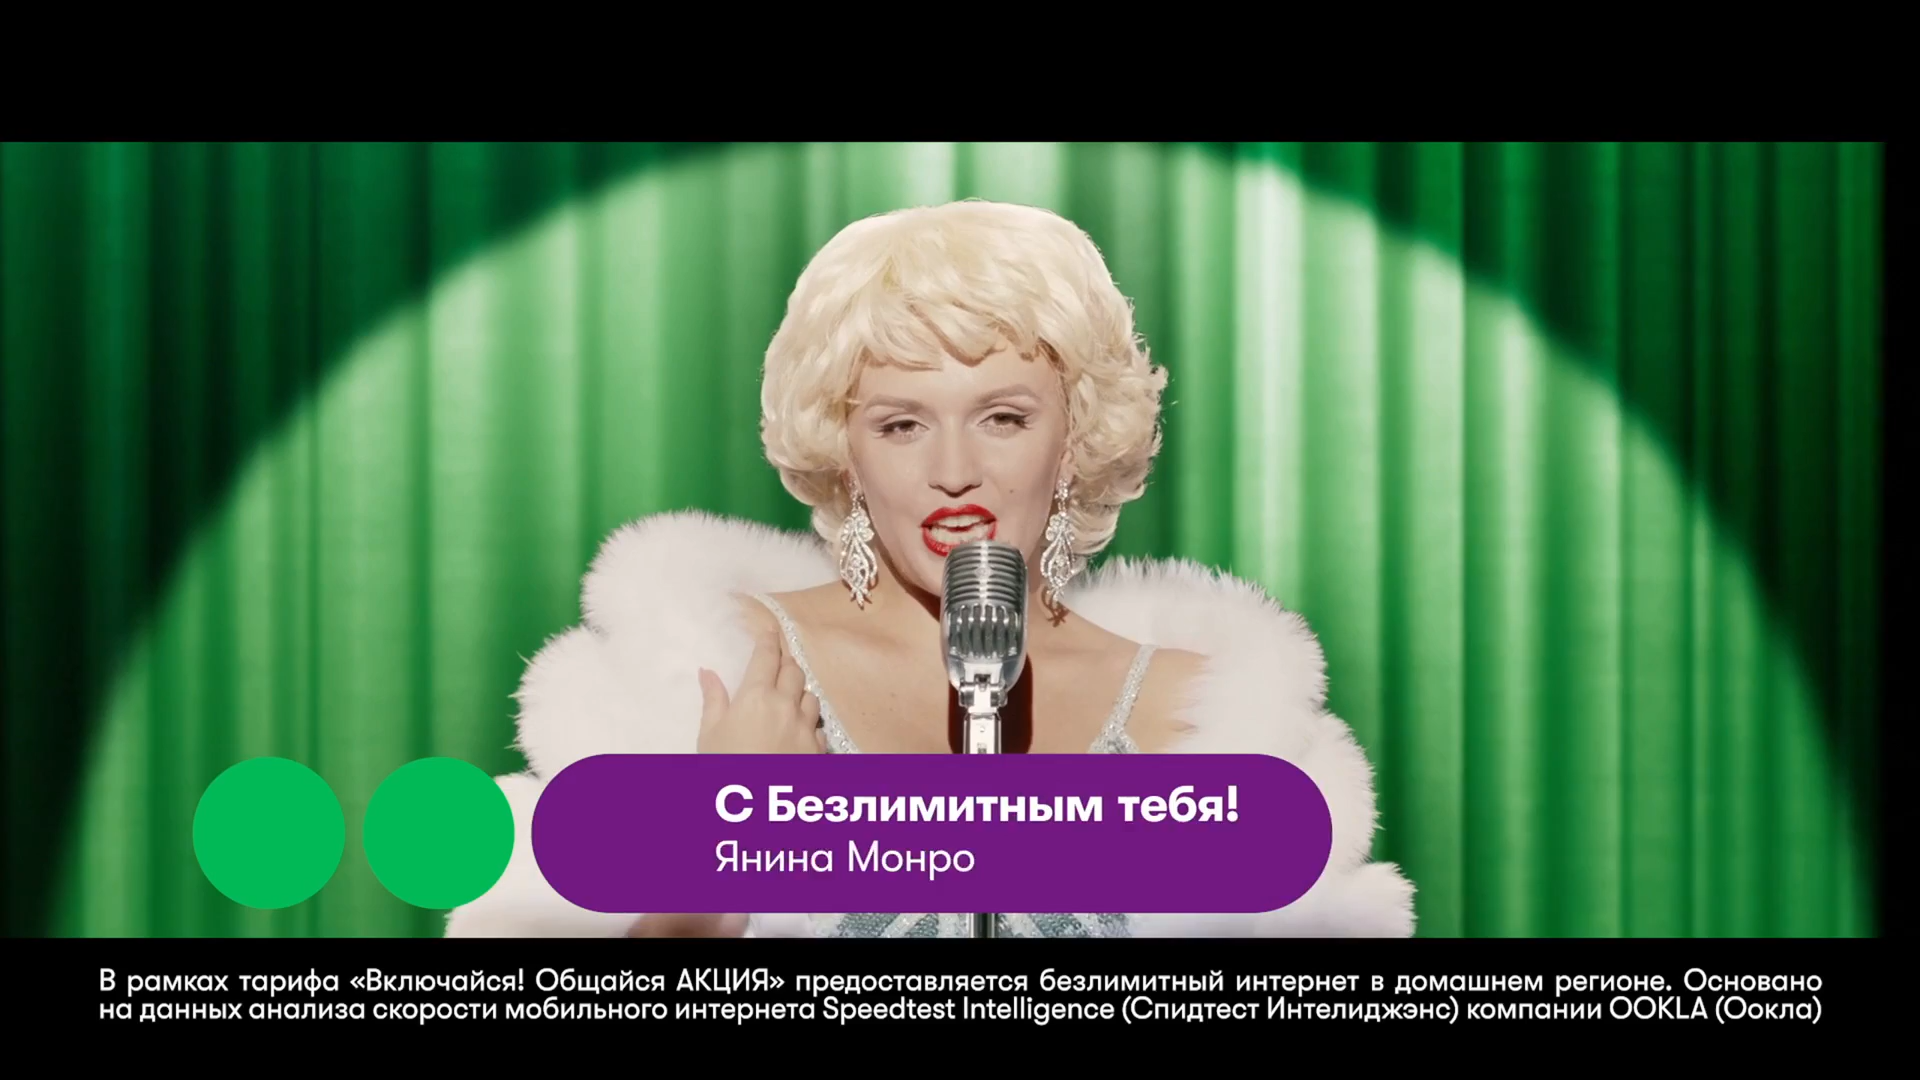 С Безлимитным тебя!
Янина Монро
В рамках тарифа «Включайся! Общайся АКЦИЯ» предоставляется безлимитный интернет в домашнем регионе. Основано
на данных анализа скорости мобильного интернета Speedtest Intelligence (Спидтест Интелиджэнс) компании OOKLA (Оокла)